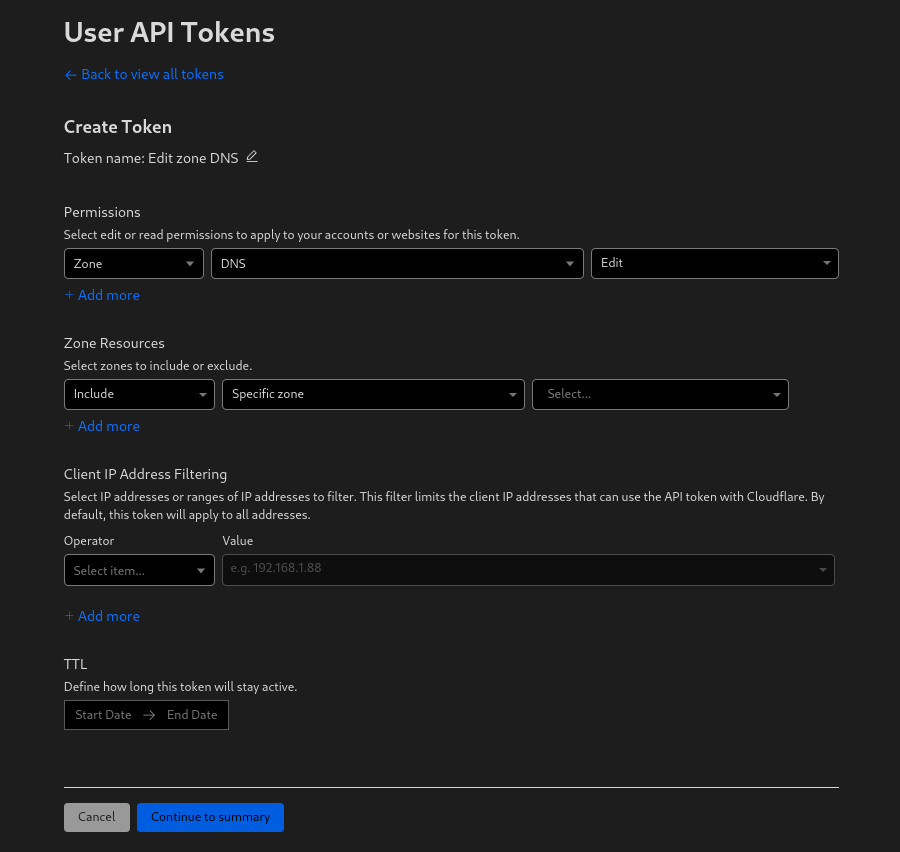 User API Tokens
← Back to view all tokens
Create Token
Token name: Edit zone DNS
Permissions
Select edit or read permissions to apply to your accounts or websites for this token.
Zone DNS Edit
+ Add more
Zone Resources
Select zones to include or exclude.
Include Specific zone Select...
+ Add more
Client IP Address Filtering
Select IP addresses or ranges of IP addresses to filter. This filter limits the client IP addresses that can use the API token with Cloudflare. By
default, this token will apply to all addresses.
Operator Value
Select item... e.g. 192.168.1.88
+ Add more
TTL
Define how long this token will stay active.
Start Date → End Date
Cancel Continue to summary